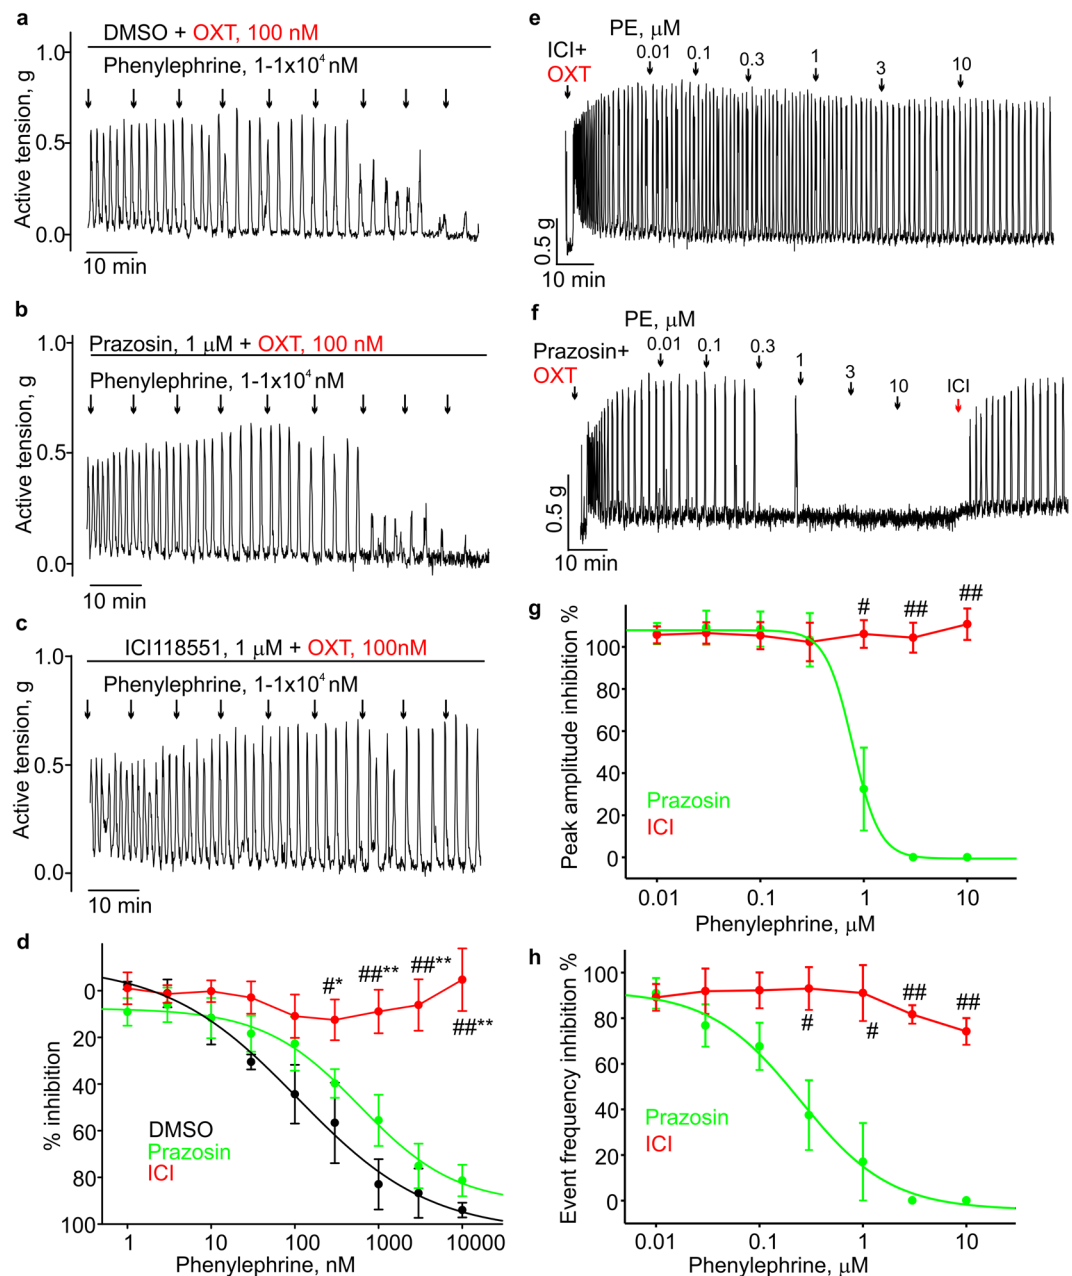 a
DMSO + OXT, 100 nM
Phenylephrine, 1-1x10⁴ nM
Active tension, g
1.0
0.5
0.0
10 min
b
Prazosin, 1 µM + OXT, 100 nM
Phenylephrine, 1-1x10⁴ nM
Active tension, g
1.0
0.5
0.0
10 min
c
ICI118551, 1 µM + OXT, 100nM
Phenylephrine, 1-1x10⁴ nM
Active tension, g
1.0
0.5
0.0
10 min
d
% inhibition
0
20
40
60
80
100
#*
##**
##**
##**
DMSO
Prazosin
ICI
1 10 100 1000 10000
Phenylephrine, nM
e
PE, µM
ICI+
OXT
0.01 0.1 0.3 1 3 10
0.5 g
10 min
f
PE, µM
Prazosin+
OXT
0.01 0.1 0.3 1 3 10 ICI
0.5 g
10 min
g
Peak amplitude inhibition %
100
80
60
40
20
0
# ## ##
Prazosin
ICI
0.01 0.1 1 10
Phenylephrine, µM
h
Event frequency inhibition %
100
80
60
40
20
0
# # ## ##
Prazosin
ICI
0.01 0.1 1 10
Phenylephrine, µM